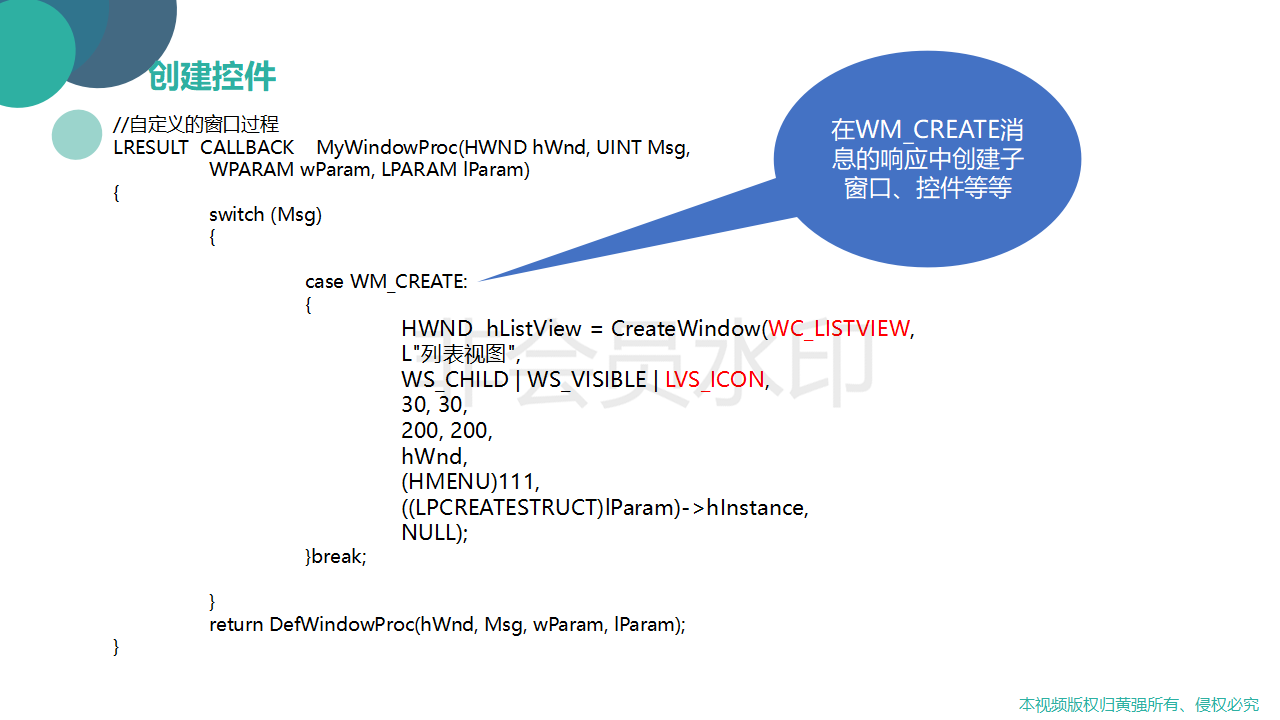 创建控件
//自定义的窗口过程
LRESULT CALLBACK MyWindowProc(HWND hWnd, UINT Msg,
WPARAM wParam, LPARAM lParam)
{
switch (Msg)
{
case WM_CREATE:
{
HWND hListView = CreateWindow(WC_LISTVIEW,
L"列表视图",
WS_CHILD | WS_VISIBLE | LVS_ICON,
30, 30,
200, 200,
hWnd,
(HMENU)111,
((LPCREATESTRUCT)lParam)->hInstance,
NULL);
}break;
}
return DefWindowProc(hWnd, Msg, wParam, lParam);
}
在WM_CREATE消
息的响应中创建子
窗口、控件等等
非会员水印
本视频版权归黄强所有、侵权必究